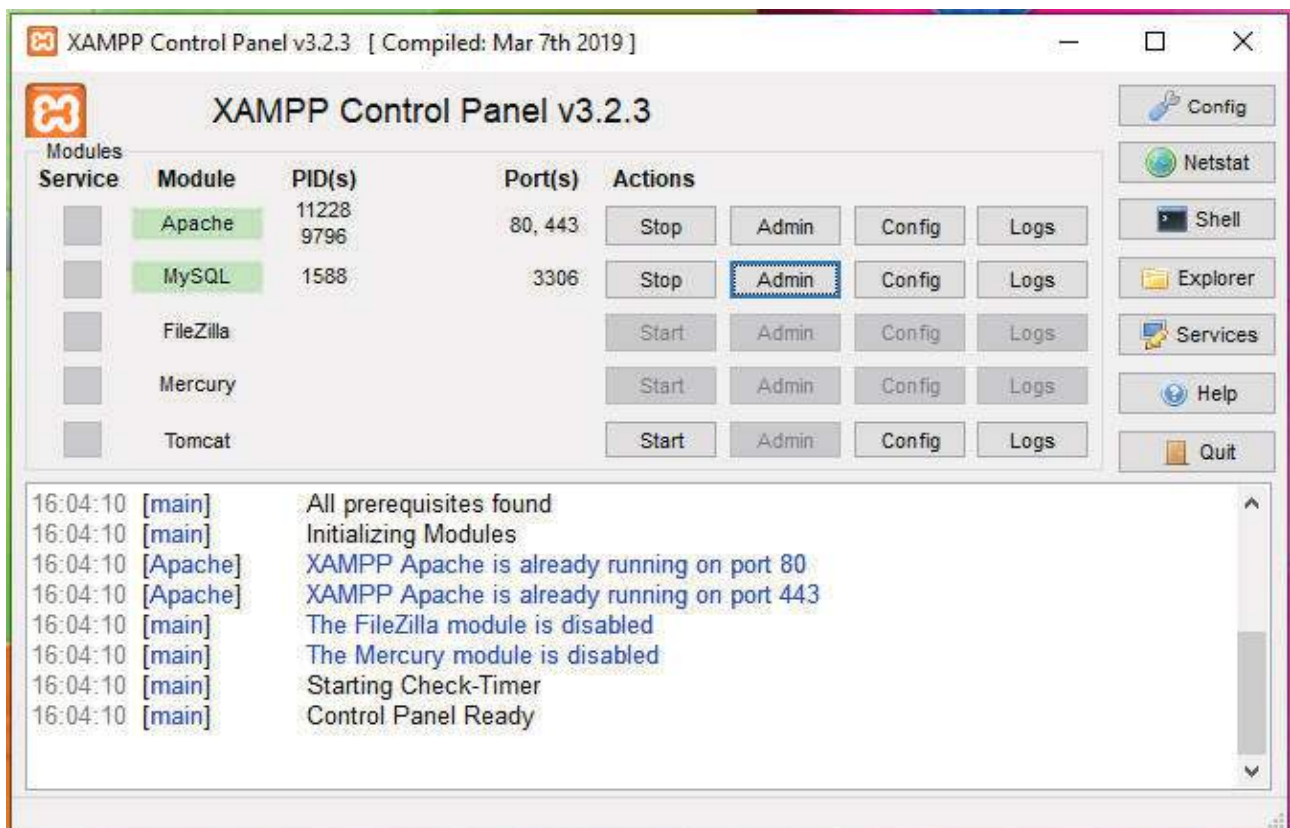 XAMPP Control Panel v3.2.3 [ Compiled: Mar 7th 2019 ]
XAMPP Control Panel v3.2.3
Config
Modules
Netstat
Service Module PID(s) Port(s) Actions
Apache 11228 9796 80, 443 Stop Admin Config Logs
Shell
MySQL 1588 3306 Stop Admin Config Logs
Explorer
FileZilla Start Admin Config Logs
Services
Mercury Start Admin Config Logs
Help
Tomcat Start Admin Config Logs
Quit
16:04:10 [main] All prerequisites found
16:04:10 [main] Initializing Modules
16:04:10 [Apache] XAMPP Apache is already running on port 80
16:04:10 [Apache] XAMPP Apache is already running on port 443
16:04:10 [main] The FileZilla module is disabled
16:04:10 [main] The Mercury module is disabled
16:04:10 [main] Starting Check-Timer
16:04:10 [main] Control Panel Ready